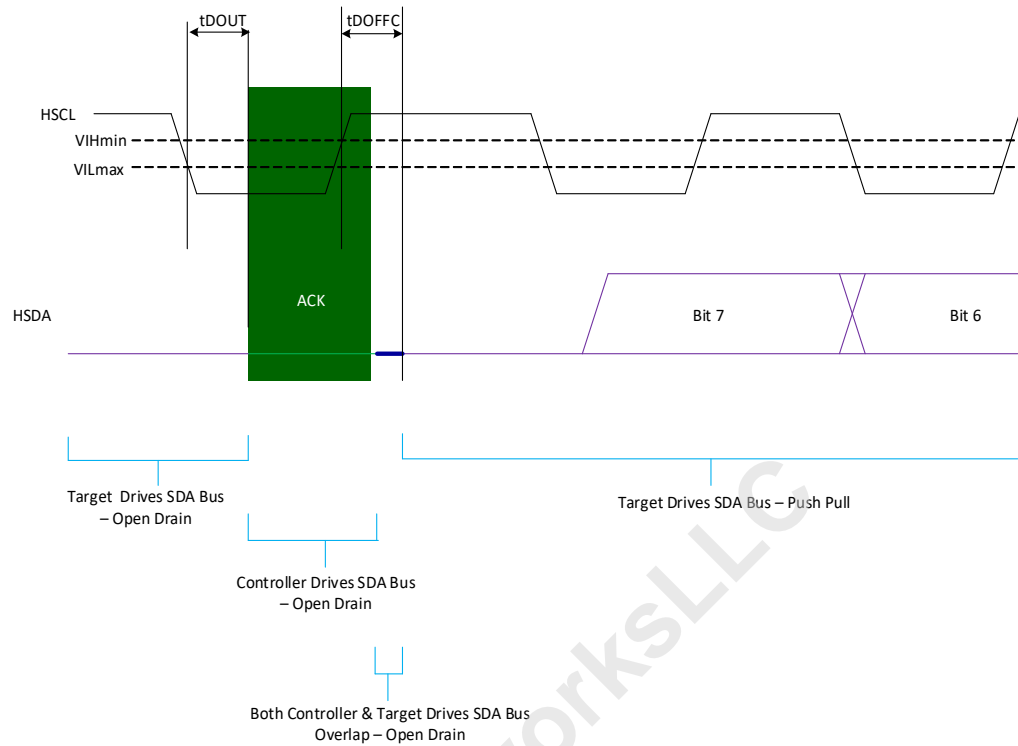 tDOUT
tDOFFC
HSCL
VIHmin
VILmax
ACK
HSDA
Bit 7
Bit 6
Target Drives SDA Bus
– Open Drain
Target Drives SDA Bus – Push Pull
Controller Drives SDA Bus
– Open Drain
Both Controller & Target Drives SDA Bus
Overlap – Open Drain
orksLLC